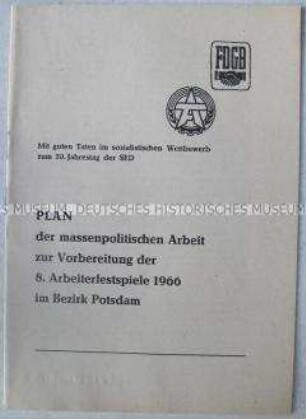 FDGB
Mit guten Taten im sozialistischen Wettbewerb
zum 20. Jahrestag der SED
MUSEUM, DEUTSCHES HISTORISCHES MUSEUM,
PLAN
der massenpolitischen Arbeit
zur Vorbereitung der
8. Arbeiterfestspiele 1966
im Bezirk Potsdam